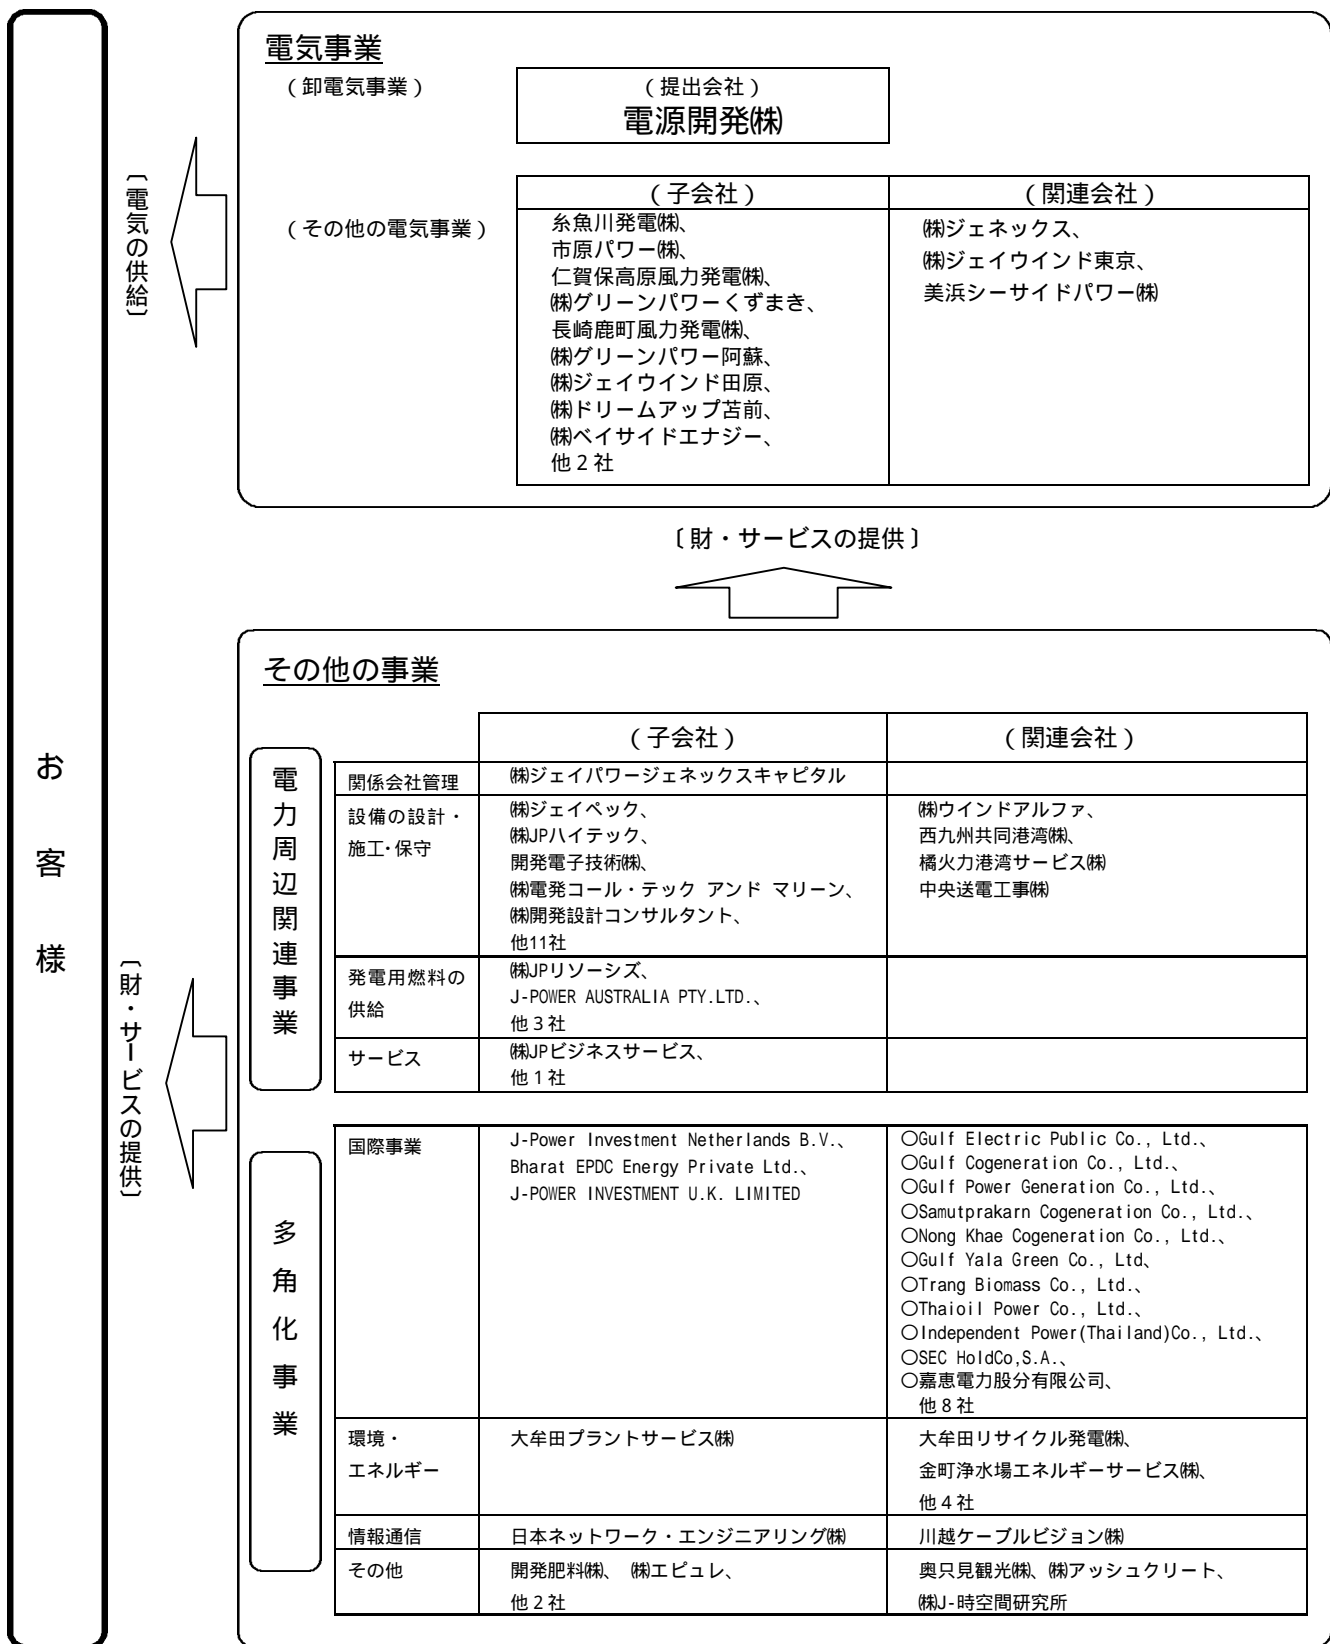 お客様
〔電気の供給〕
〔財・サービスの提供〕
電気事業
（卸電気事業）
（提出会社）
電源開発㈱
（その他の電気事業）
（子会社）
糸魚川発電㈱、
市原パワー㈱、
仁賀保高原風力発電㈱、
㈱グリーンパワーくずまき、
長崎鹿町風力発電㈱、
㈱グリーンパワー阿蘇、
㈱ジェイウインド田原、
㈱ドリームアップ苫前、
㈱ベイサイドエナジー、
他２社
（関連会社）
㈱ジェネックス、
㈱ジェイウインド東京、
美浜シーサイドパワー㈱
〔財・サービスの提供〕
その他の事業
（子会社）
（関連会社）
電力周辺関連事業
関係会社管理
㈱ジェイパワージェネックスキャピタル
設備の設計・
施工・保守
㈱ジェイペック、
㈱JPハイテック、
開発電子技術㈱、
㈱電発コール・テック アンド マリーン、
㈱開発設計コンサルタント、
他11社
㈱ウインドアルファ、
西九州共同港湾㈱、
橘火力港湾サービス㈱
中央送電工事㈱
発電用燃料の
供給
㈱JPリソーシズ、
J-POWER AUSTRALIA PTY.LTD.、
他３社
サービス
㈱JPビジネスサービス、
他１社
多角化事業
国際事業
J-Power Investment Netherlands B.V.、
Bharat EPDC Energy Private Ltd.、
J-POWER INVESTMENT U.K. LIMITED
○Gulf Electric Public Co., Ltd.、
○Gulf Cogeneration Co., Ltd.、
○Gulf Power Generation Co., Ltd.、
○Samutprakarn Cogeneration Co., Ltd.、
○Nong Khae Cogeneration Co., Ltd.、
○Gulf Yala Green Co., Ltd、
○Trang Biomass Co., Ltd.、
○Thaioil Power Co., Ltd.、
○Independent Power(Thailand)Co., Ltd.、
○SEC HoldCo,S.A.、
○嘉恵電力股分有限公司、
他８社
環境・
エネルギー
大牟田プラントサービス㈱
大牟田リサイクル発電㈱、
金町浄水場エネルギーサービス㈱、
他４社
情報通信
日本ネットワーク・エンジニアリング㈱
川越ケーブルビジョン㈱
その他
開発肥料㈱、 ㈱エピュレ、
他２社
奥只見観光㈱、㈱アッシュクリート、
㈱J-時空間研究所